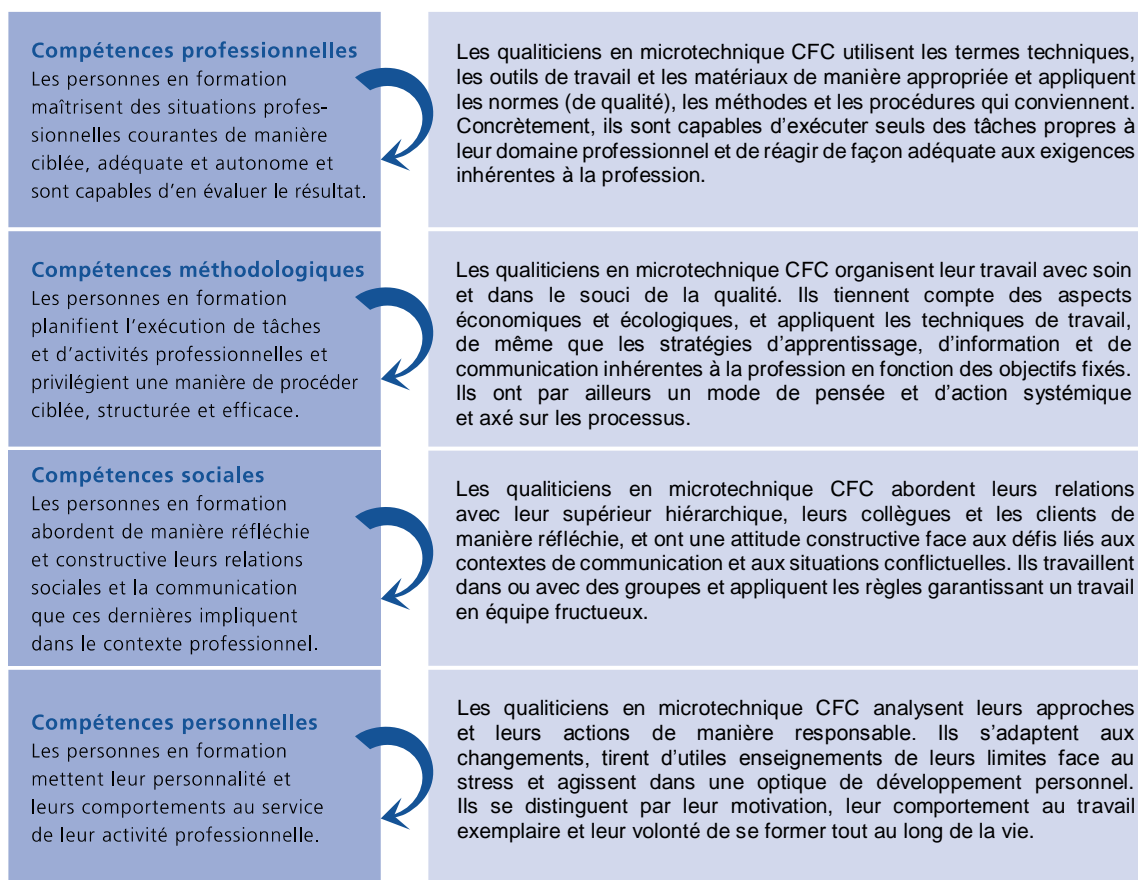 Compétences professionnelles
Les personnes en formation
maîtrisent des situations profes-
sionnelles courantes de manière
ciblée, adéquate et autonome et
sont capables d'en évaluer le résultat.
Les qualiticiens en microtechnique CFC utilisent les termes techniques,
les outils de travail et les matériaux de manière appropriée et appliquent
les normes (de qualité), les méthodes et les procédures qui conviennent.
Concrètement, ils sont capables d'exécuter seuls des tâches propres à
leur domaine professionnel et de réagir de façon adéquate aux exigences
inhérentes à la profession.
Compétences méthodologiques
Les personnes en formation
planifient l'exécution de tâches
et d'activités professionnelles et
privilégient une manière de procéder
ciblée, structurée et efficace.
Les qualiticiens en microtechnique CFC organisent leur travail avec soin
et dans le souci de la qualité. Ils tiennent compte des aspects
économiques et écologiques, et appliquent les techniques de travail,
de même que les stratégies d'apprentissage, d'information et de
communication inhérentes à la profession en fonction des objectifs fixés.
Ils ont par ailleurs un mode de pensée et d'action systémique
et axé sur les processus.
Compétences sociales
Les personnes en formation
abordent de manière réfléchie
et constructive leurs relations
sociales et la communication
que ces dernières impliquent
dans le contexte professionnel.
Les qualiticiens en microtechnique CFC abordent leurs relations
avec leur supérieur hiérarchique, leurs collègues et les clients de
manière réfléchie, et ont une attitude constructive face aux défis liés aux
contextes de communication et aux situations conflictuelles. Ils travaillent
dans ou avec des groupes et appliquent les règles garantissant un travail
en équipe fructueux.
Compétences personnelles
Les personnes en formation
mettent leur personnalité et
leurs comportements au service
de leur activité professionnelle.
Les qualiticiens en microtechnique CFC analysent leurs approches
et leurs actions de manière responsable. Ils s'adaptent aux
changements, tirent d'utiles enseignements de leurs limites face au
stress et agissent dans une optique de développement personnel.
Ils se distinguent par leur motivation, leur comportement au travail
exemplaire et leur volonté de se former tout au long de la vie.